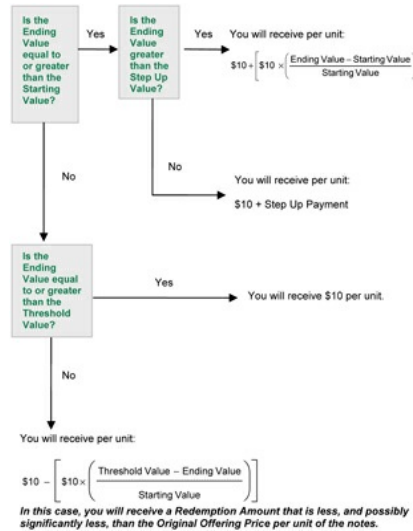 Is the
Ending
Value
equal to
or greater
than the
Starting
Value?
Yes
Is the
Ending
Value
greater
than the
Step Up
Value?
Yes
You will receive per unit:
$10 + [ $10 × ( Ending Value – Starting Value
Starting Value
No
No
You will receive per unit:
$10 + Step Up Payment
Is the
Ending
Value equal
to or greater
than the
Threshold
Value?
Yes
You will receive $10 per unit.
No
You will receive per unit:
$10 – [ $10 × ( Threshold Value – Ending Value
Starting Value ) ]
In this case, you will receive a Redemption Amount that is less, and possibly
significantly less, than the Original Offering Price per unit of the notes.